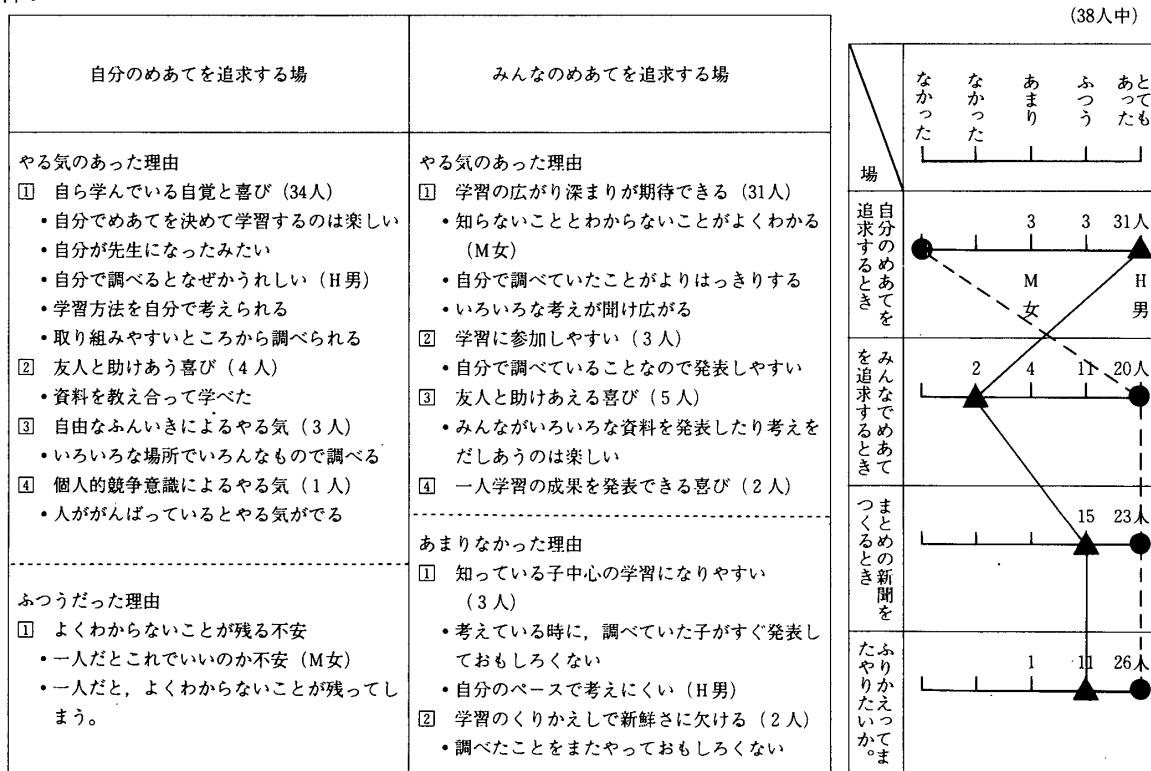 自分のめあてを追求する場
みんなのめあてを追求する場
やる気のあった理由
1 自ら学んでいる自覚と喜び（34人）
・自分でめあてを決めて学習するのは楽しい
・自分が先生になったみたい
・自分で調べるとなぜかうれしい（H男）
・学習方法を自分で考えられる
・取り組みやすいところから調べられる
2 友人と助けあう喜び（4人）
・資料を教え合って学べた
3 自由なふんいきによるやる気（3人）
・いろいろな場所でいろんなもので調べる
4 個人的競争意識によるやる気（1人）
・人ががんばっているとやる気がでる
ふつうだった理由
1 よくわからないことが残る不安
・一人だとこれでいいのか不安（M女）
・一人だと，よくわからないことが残ってし
まう。
やる気のあった理由
1 学習の広がり深まりが期待できる（31人）
・知らないこととわからないことがよくわかる
（M女）
・自分で調べていたことがよりはっきりする
・いろいろな考えが聞け広がる
2 学習に参加しやすい（3人）
・自分で調べていることなので発表しやすい
3 友人と助けあえる喜び（5人）
・みんながいろいろな資料を発表したり考えを
だしあうのは楽しい
4 一人学習の成果を発表できる喜び（2人）
あまりなかった理由
1 知っている子中心の学習になりやすい
（3人）
・考えている時に，調べていた子がすぐ発表し
ておもしろくない
・自分のペースで考えにくい（H男）
2 学習のくりかえしで新鮮さに欠ける（2人）
・調べたことをまたやっておもしろくない
（38人中）
場
なかった
なかった
あまり
ふつう
とても
あった
自分のめあてを
追求するとき
3 3 31人
M女
H男
みんなでめあて
を追求するとき
2 4 11 20人
まとめの新聞を
つくるとき
15 23人
ふりかえってま
たやりたいか。
1 11 26人